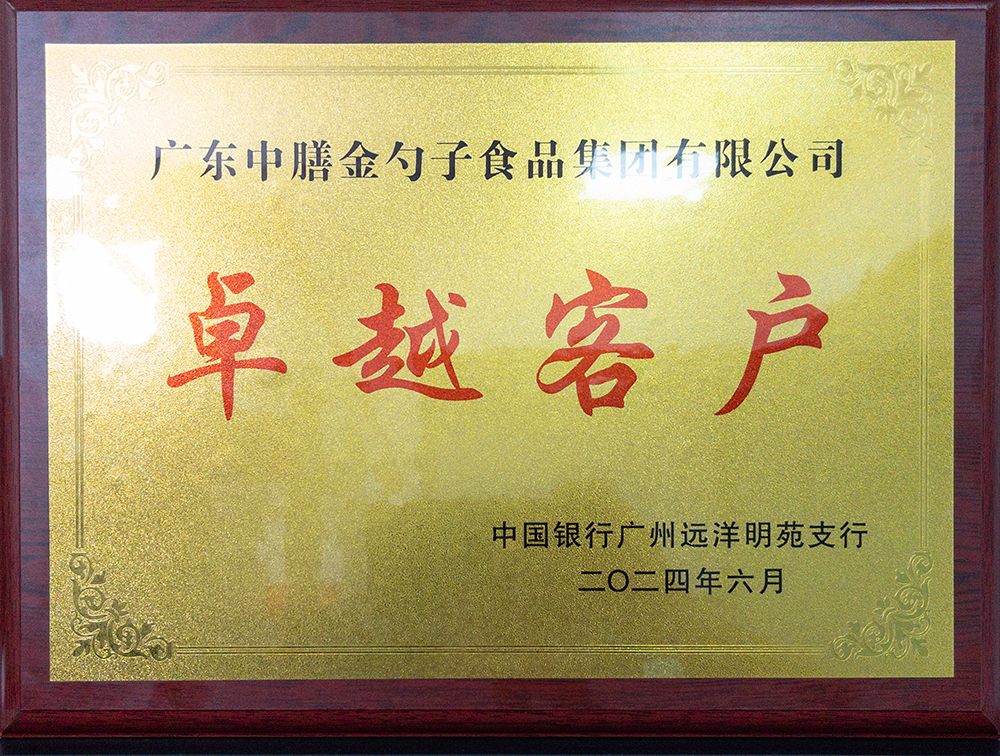 广东中膳金勺子食品集团有限公司
卓越客户
中国银行广州远洋明苑支行
二〇二四年六月